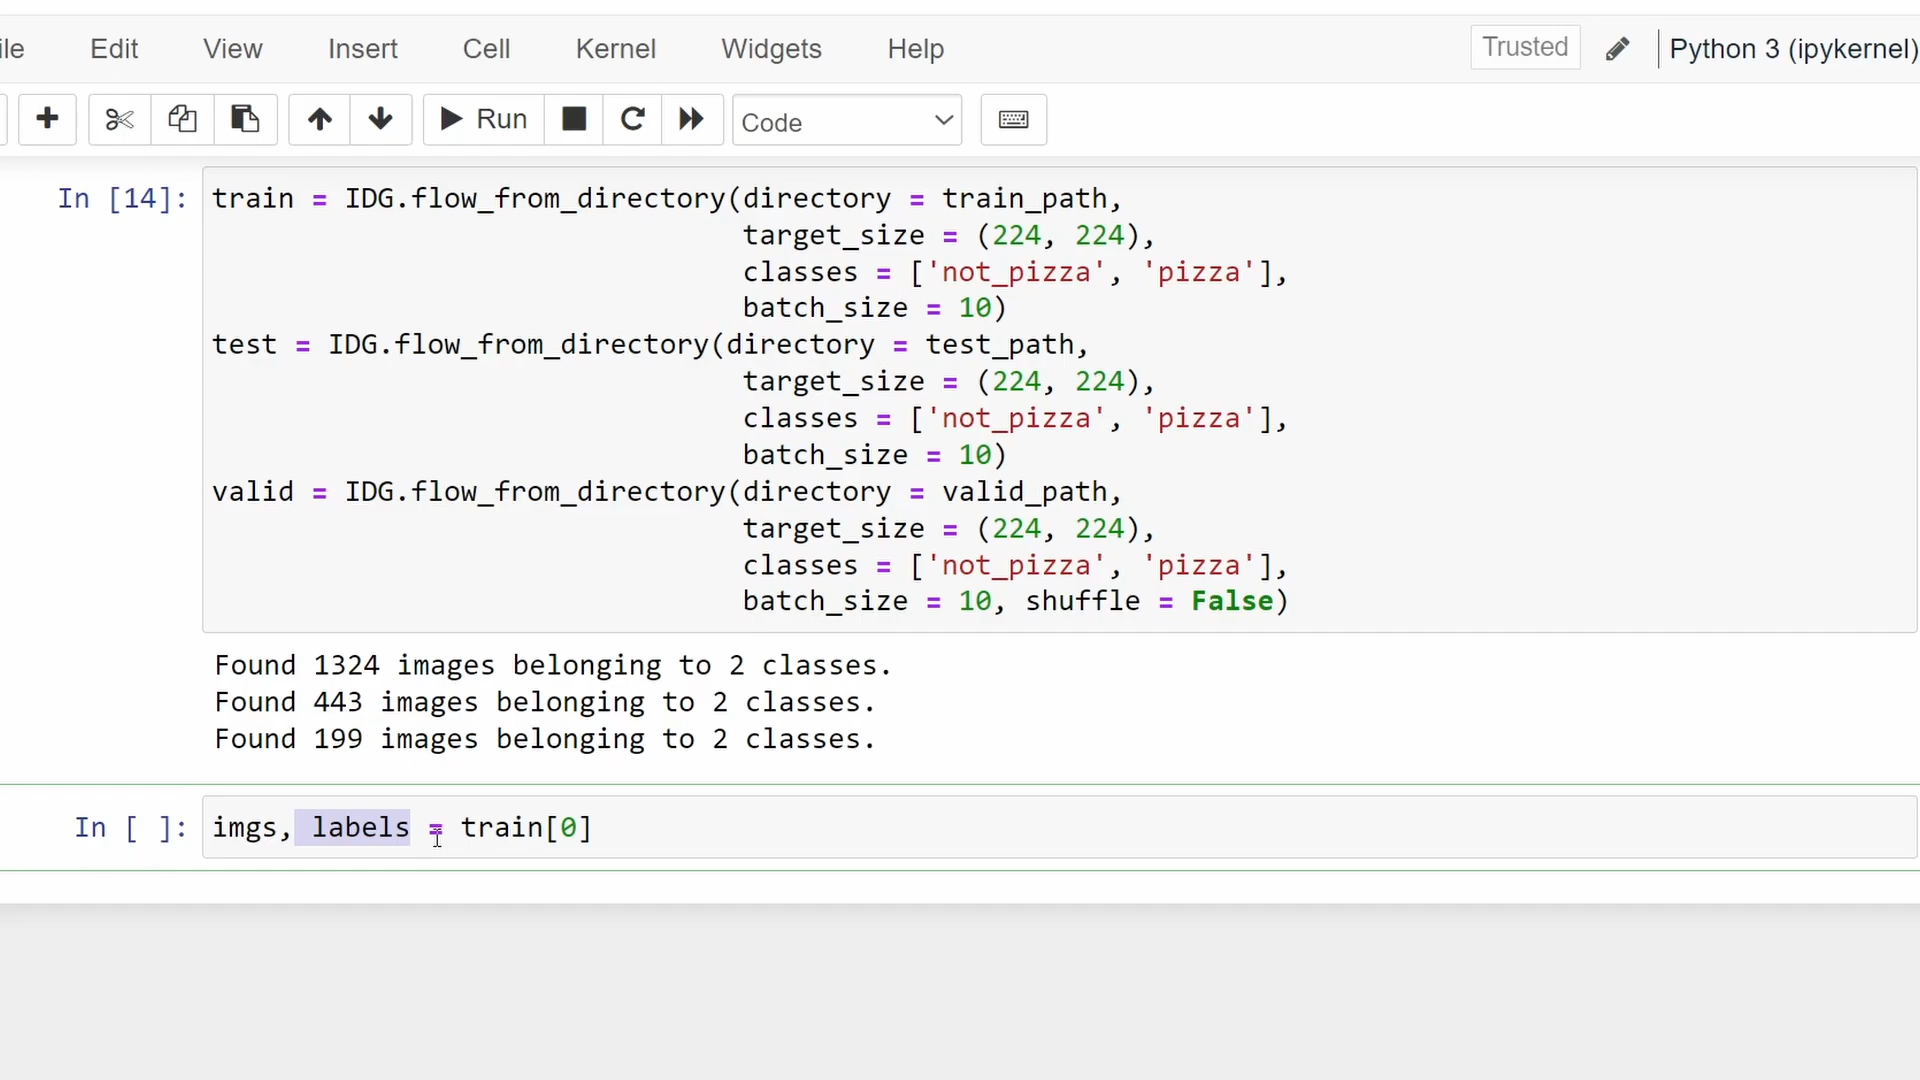 ile Edit View Insert Cell Kernel Widgets Help Trusted Python 3 (ipykernel)
Run Code
In [14]: train = IDG.flow_from_directory(directory = train_path,
target_size = (224, 224),
classes = ['not_pizza', 'pizza'],
batch_size = 10)
test = IDG.flow_from_directory(directory = test_path,
target_size = (224, 224),
classes = ['not_pizza', 'pizza'],
batch_size = 10)
valid = IDG.flow_from_directory(directory = valid_path,
target_size = (224, 224),
classes = ['not_pizza', 'pizza'],
batch_size = 10, shuffle = False)
Found 1324 images belonging to 2 classes.
Found 443 images belonging to 2 classes.
Found 199 images belonging to 2 classes.
In [ ]: imgs, labels = train[0]